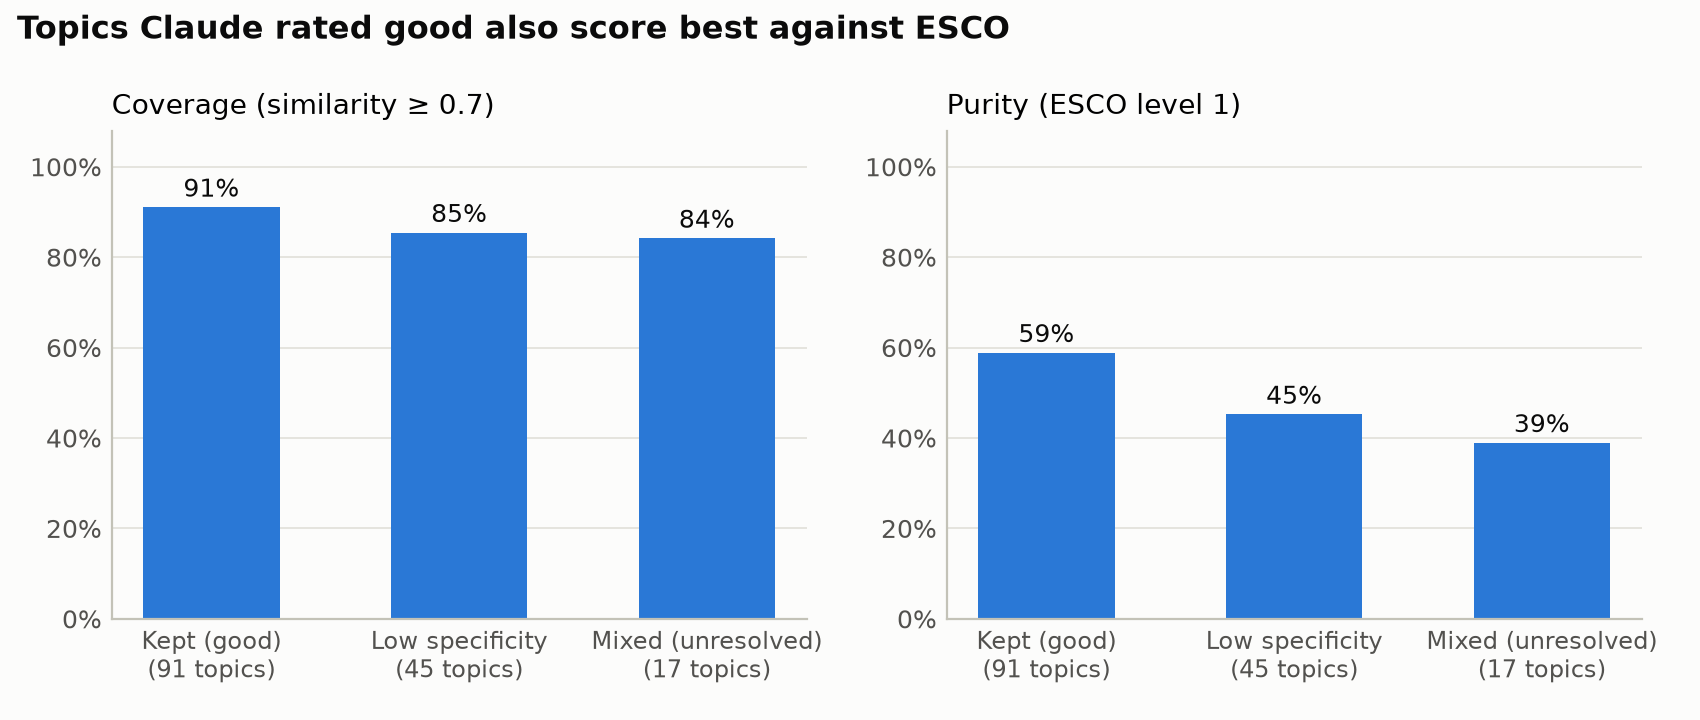 Topics Claude rated good also score best against ESCO
Coverage (similarity ≥ 0.7)
100%
80%
60%
40%
20%
0%
91%
85%
84%
Kept (good)
(91 topics)
Low specificity
(45 topics)
Mixed (unresolved)
(17 topics)
Purity (ESCO level 1)
100%
80%
60%
40%
20%
0%
59%
45%
39%
Kept (good)
(91 topics)
Low specificity
(45 topics)
Mixed (unresolved)
(17 topics)